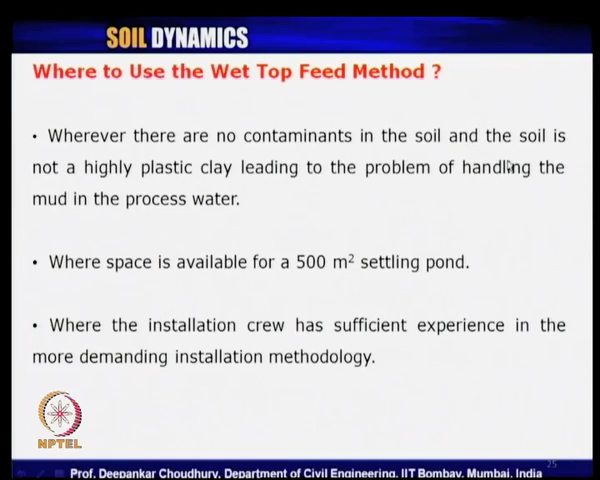 SOIL DYNAMICS
Where to Use the Wet Top Feed Method ?
• Wherever there are no contaminants in the soil and the soil is
not a highly plastic clay leading to the problem of handling the
mud in the process water.
• Where space is available for a 500 m² settling pond.
• Where the installation crew has sufficient experience in the
more demanding installation methodology.
NPTEL
25
Prof. Deepankar Choudhury, Department of Civil Engineering, IIT Bombay, Mumbai, India